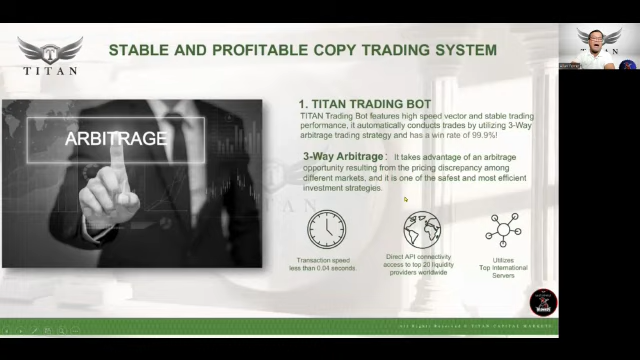 STABLE AND PROFITABLE COPY TRADING SYSTEM
TITAN
ARBITRAGE
1. TITAN TRADING BOT
TITAN Trading Bot features high speed vector and stable trading
performance, it automatically conducts trades by utilizing 3-Way
arbitrage trading strategy and has a win rate of 99.9%!
3-Way Arbitrage: It takes advantage of an arbitrage
opportunity resulting from the pricing discrepancy among
different markets, and it is one of the safest and most efficient
investment strategies.
TITAN
Transaction speed
less than 0.04 seconds.
Direct API connectivity
access to top 20 liquidity
providers worldwide
Utilizes
Top International
Servers
All Rights Reserved © TITAN CAPITAL MARKETS